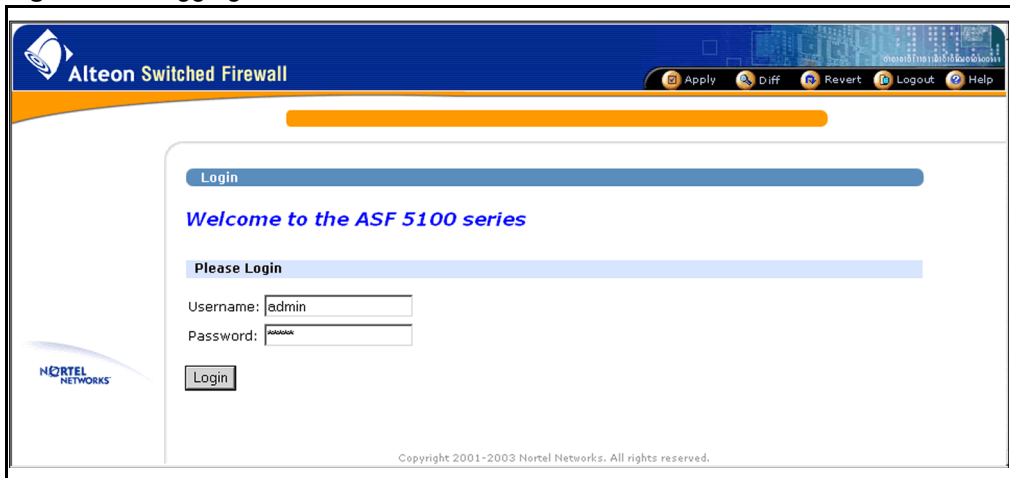 Alteon Switched Firewall
Apply Diff Revert Logout Help
Login
Welcome to the ASF 5100 series
Please Login
Username: admin
Password: *****
NORTEL
NETWORKS
Login
Copyright 2001-2003 Nortel Networks. All rights reserved.